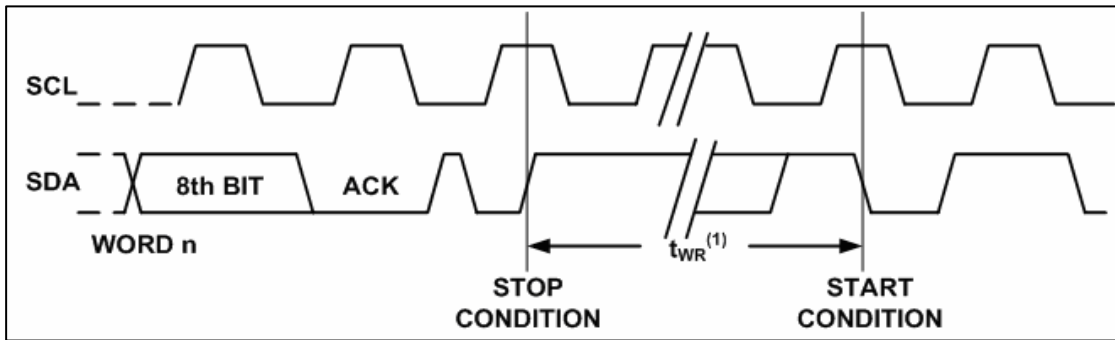 SCL
SDA
8th BIT
ACK
WORD n
tWR(1)
STOP
CONDITION
START
CONDITION